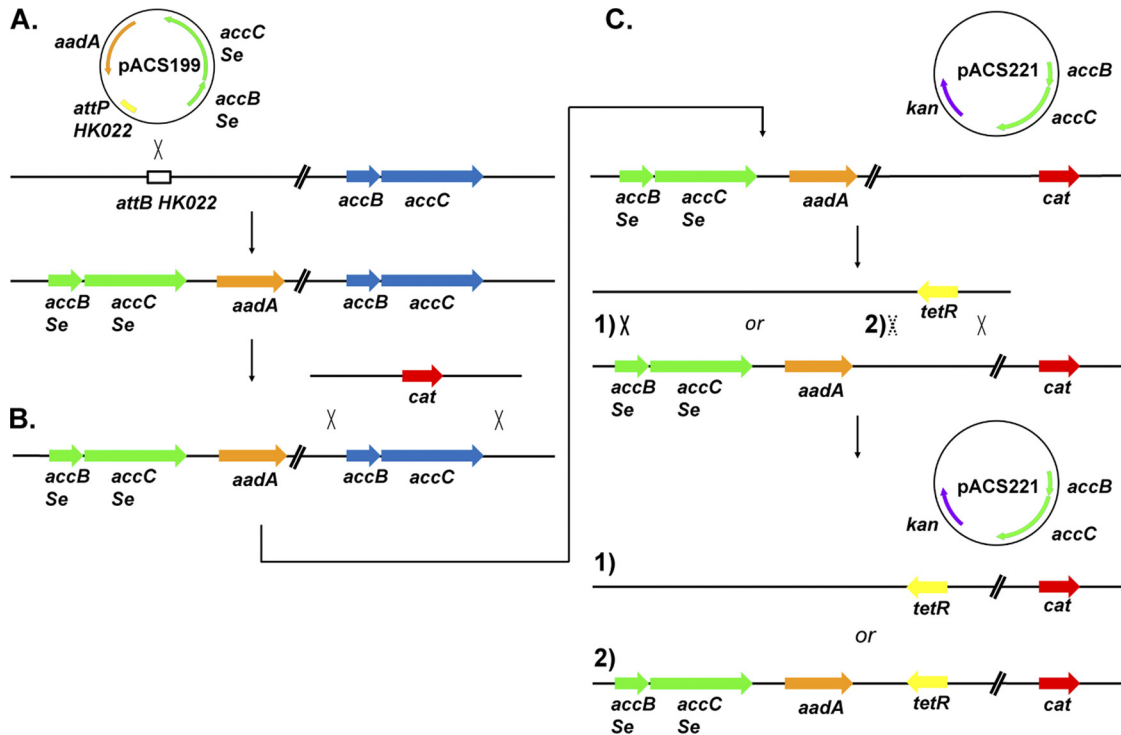 A.
aadA
accC
Se
pACS199
attP
HK022
accB
Se
attB HK022
accB accC
accB accC aadA accB accC
Se Se
cat
B.
accB accC aadA accB accC
Se Se
C.
pACS221
accB
kan
accC
accB accC aadA cat
Se Se
tetR
1) or 2)
accB accC aadA cat
Se Se
pACS221
accB
kan
accC
1)
tetR cat
or
2)
accB accC aadA tetR cat
Se Se